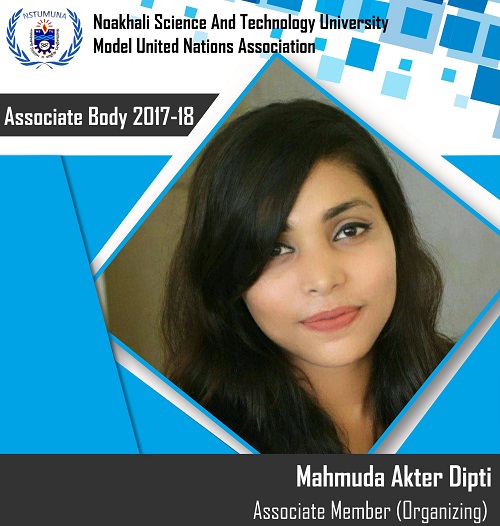 NSTUMUNA
Noakhali Science And Technology University
Model United Nations Association
Associate Body 2017-18
Mahmuda Akter Dipti
Associate Member (Organizing)